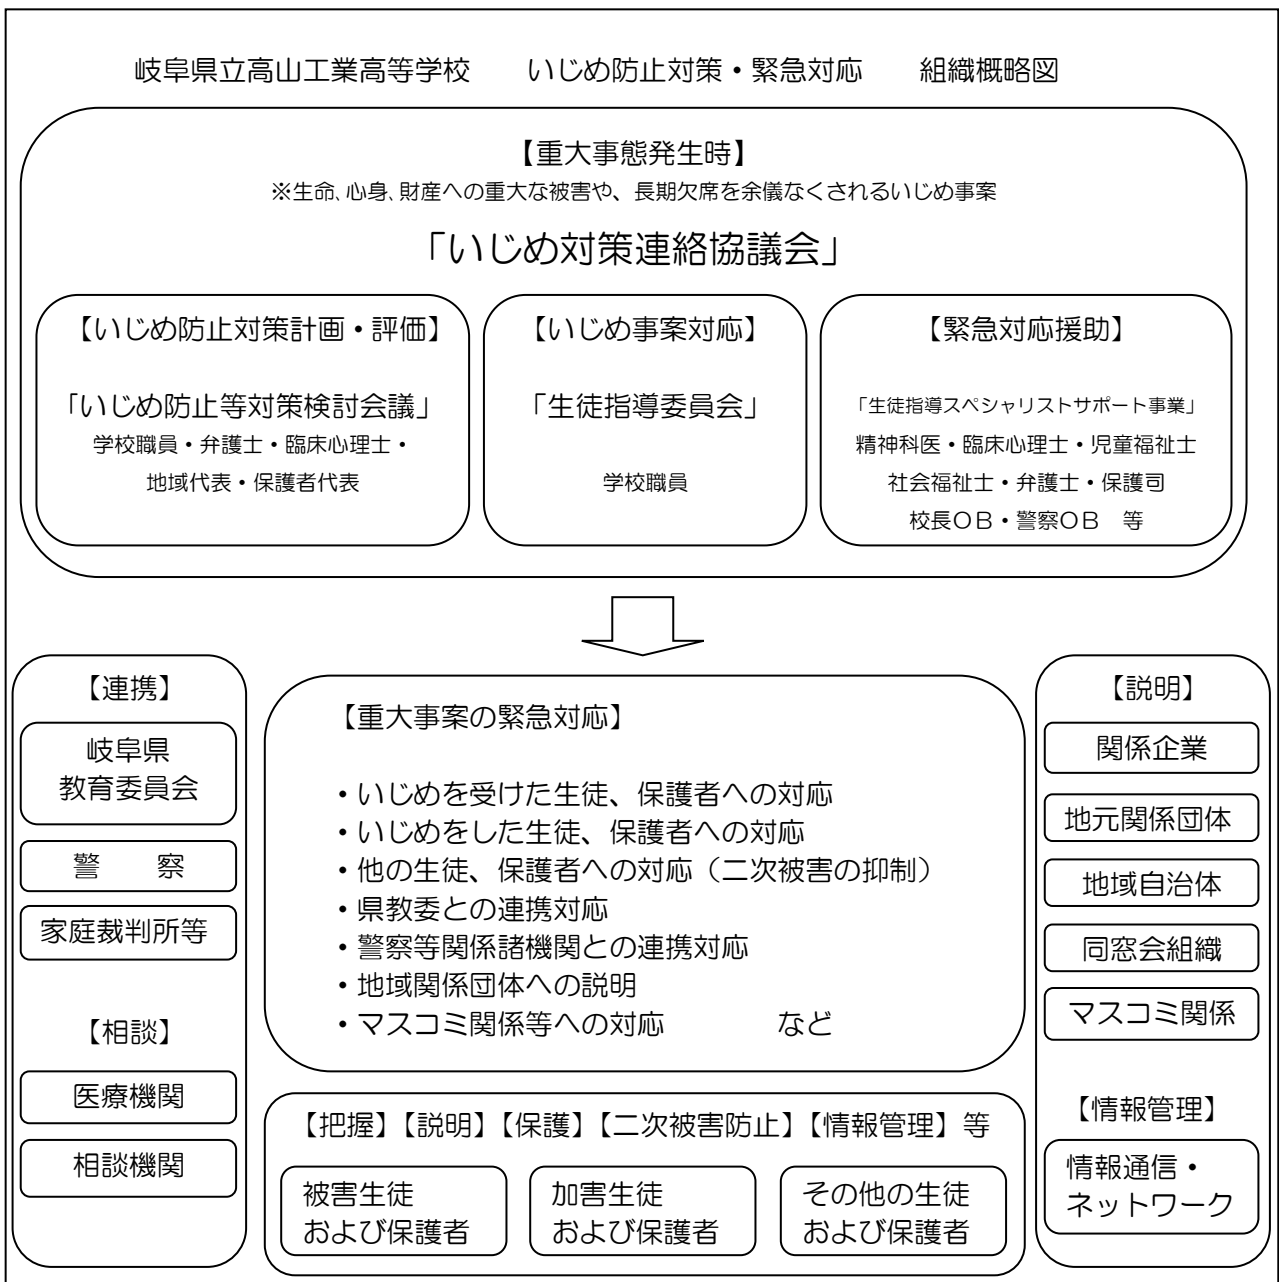 岐阜県立高山工業高等学校　いじめ防止対策・緊急対応　組織概略図
【重大事態発生時】
※生命、心身、財産への重大な被害や、長期欠席を余儀なくされるいじめ事案
「いじめ対策連絡協議会」
【いじめ防止対策計画・評価】
「いじめ防止等対策検討会議」
学校職員・弁護士・臨床心理士・
地域代表・保護者代表
【いじめ事案対応】
「生徒指導委員会」
学校職員
【緊急対応援助】
「生徒指導スペシャリストサポート事業」
精神科医・臨床心理士・児童福祉士
社会福祉士・弁護士・保護司
校長ＯＢ・警察ＯＢ　等
【連携】
岐阜県
教育委員会
警　察
家庭裁判所等
【相談】
医療機関
相談機関
【重大事案の緊急対応】
・いじめを受けた生徒、保護者への対応
・いじめをした生徒、保護者への対応
・他の生徒、保護者への対応（二次被害の抑制）
・県教委との連携対応
・警察等関係諸機関との連携対応
・地域関係団体への説明
・マスコミ関係等への対応　　など
【把握】【説明】【保護】【二次被害防止】【情報管理】等
被害生徒
および保護者
加害生徒
および保護者
その他の生徒
および保護者
【説明】
関係企業
地元関係団体
地域自治体
同窓会組織
マスコミ関係
【情報管理】
情報通信・
ネットワーク